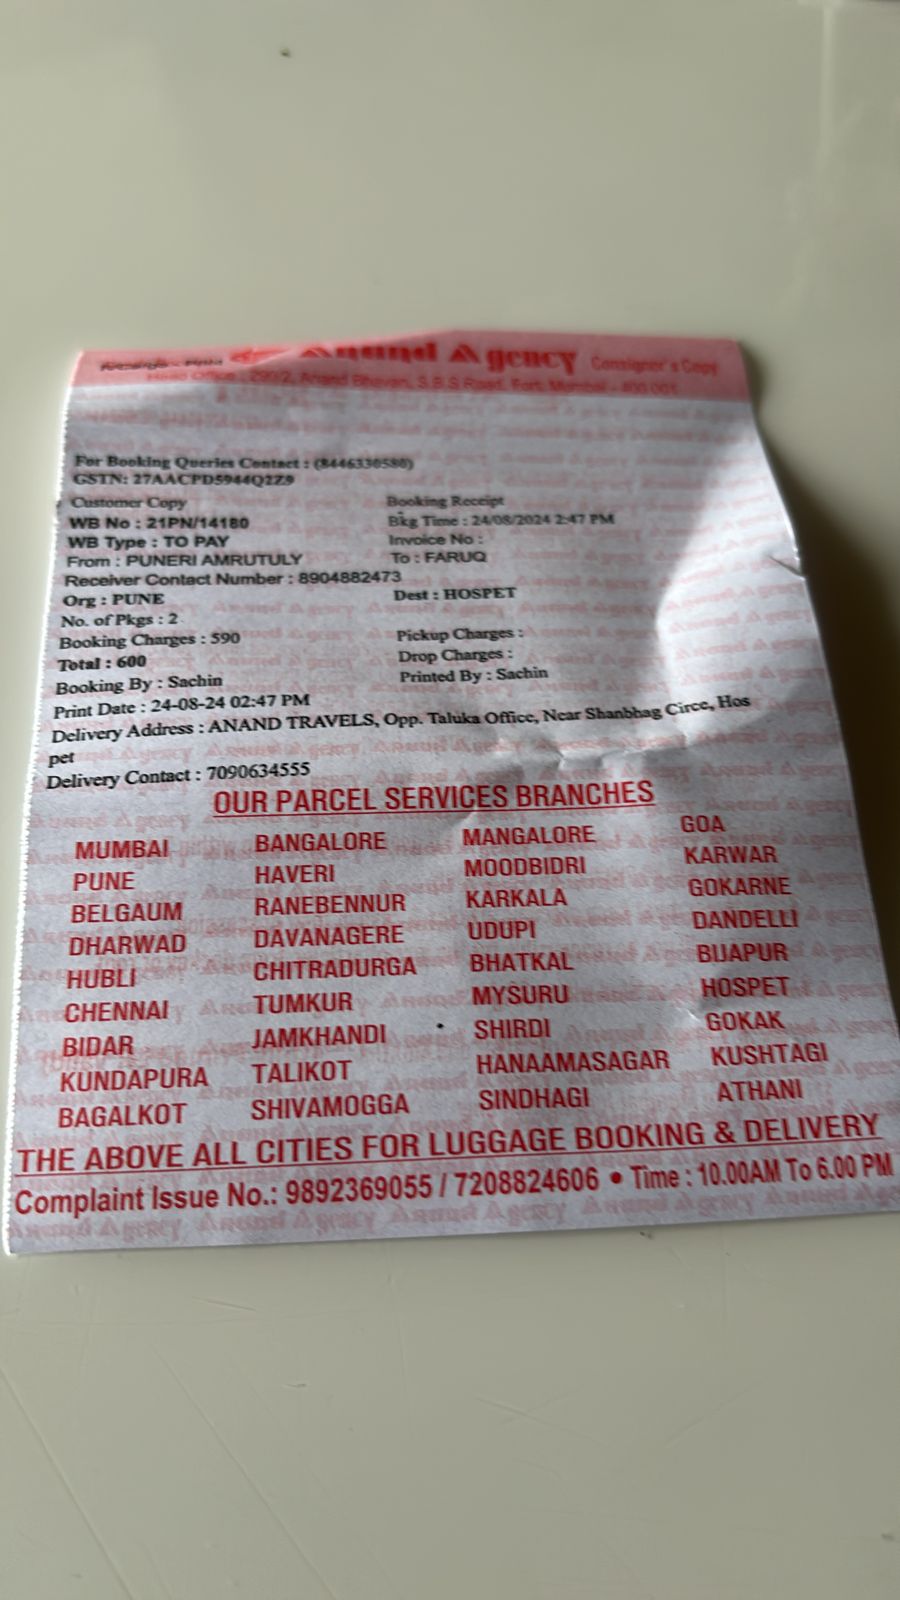 Anand Agency Consigner's Copy
Head Office : 299/2, Anand Bhavan, S.B.S Road, Fort, Mumbai - 400 001
For Booking Queries Contact : (8446330580)
GSTN: 27AACPD5944Q2Z9
Customer Copy Booking Receipt
WB No : 21PN/14180 Bkg Time : 24/08/2024 2:47 PM
WB Type : TO PAY Invoice No :
From : PUNERI AMRUTULY To : FARUQ
Receiver Contact Number : 8904882473
Org : PUNE Dest : HOSPET
No. of Pkgs : 2
Booking Charges : 590 Pickup Charges :
Total : 600 Drop Charges :
Booking By : Sachin Printed By : Sachin
Print Date : 24-08-24 02:47 PM
Delivery Address : ANAND TRAVELS, Opp. Taluka Office, Near Shanbhag Circe, Hos
pet
Delivery Contact : 7090634555
OUR PARCEL SERVICES BRANCHES
MUMBAI BANGALORE MANGALORE GOA
PUNE HAVERI MOODBIDRI KARWAR
BELGAUM RANEBENNUR KARKALA GOKARNE
DHARWAD DAVANAGERE UDUPI DANDELLI
HUBLI CHITRADURGA BHATKAL BIJAPUR
CHENNAI TUMKUR MYSURU HOSPET
BIDAR JAMKHANDI SHIRDI GOKAK
KUNDAPURA TALIKOT HANAAMASAGAR KUSHTAGI
BAGALKOT SHIVAMOGGA SINDHAGI ATHANI
THE ABOVE ALL CITIES FOR LUGGAGE BOOKING & DELIVERY
Complaint Issue No.: 9892369055 / 7208824606 • Time : 10.00AM To 6.00 PM